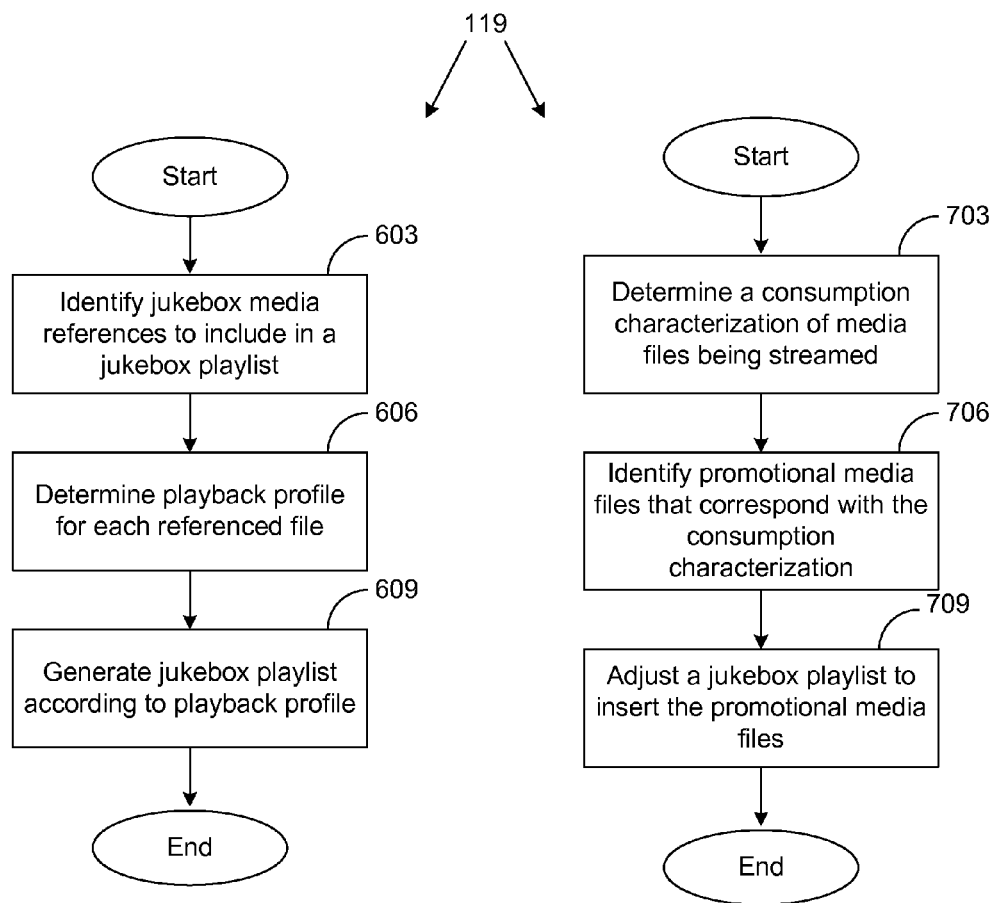 119
Start
603
Identify jukebox media
references to include in a
jukebox playlist
606
Determine playback profile
for each referenced file
609
Generate jukebox playlist
according to playback profile
End
Start
703
Determine a consumption
characterization of media
files being streamed
706
Identify promotional media
files that correspond with the
consumption
characterization
709
Adjust a jukebox playlist to
insert the promotional media
files
End